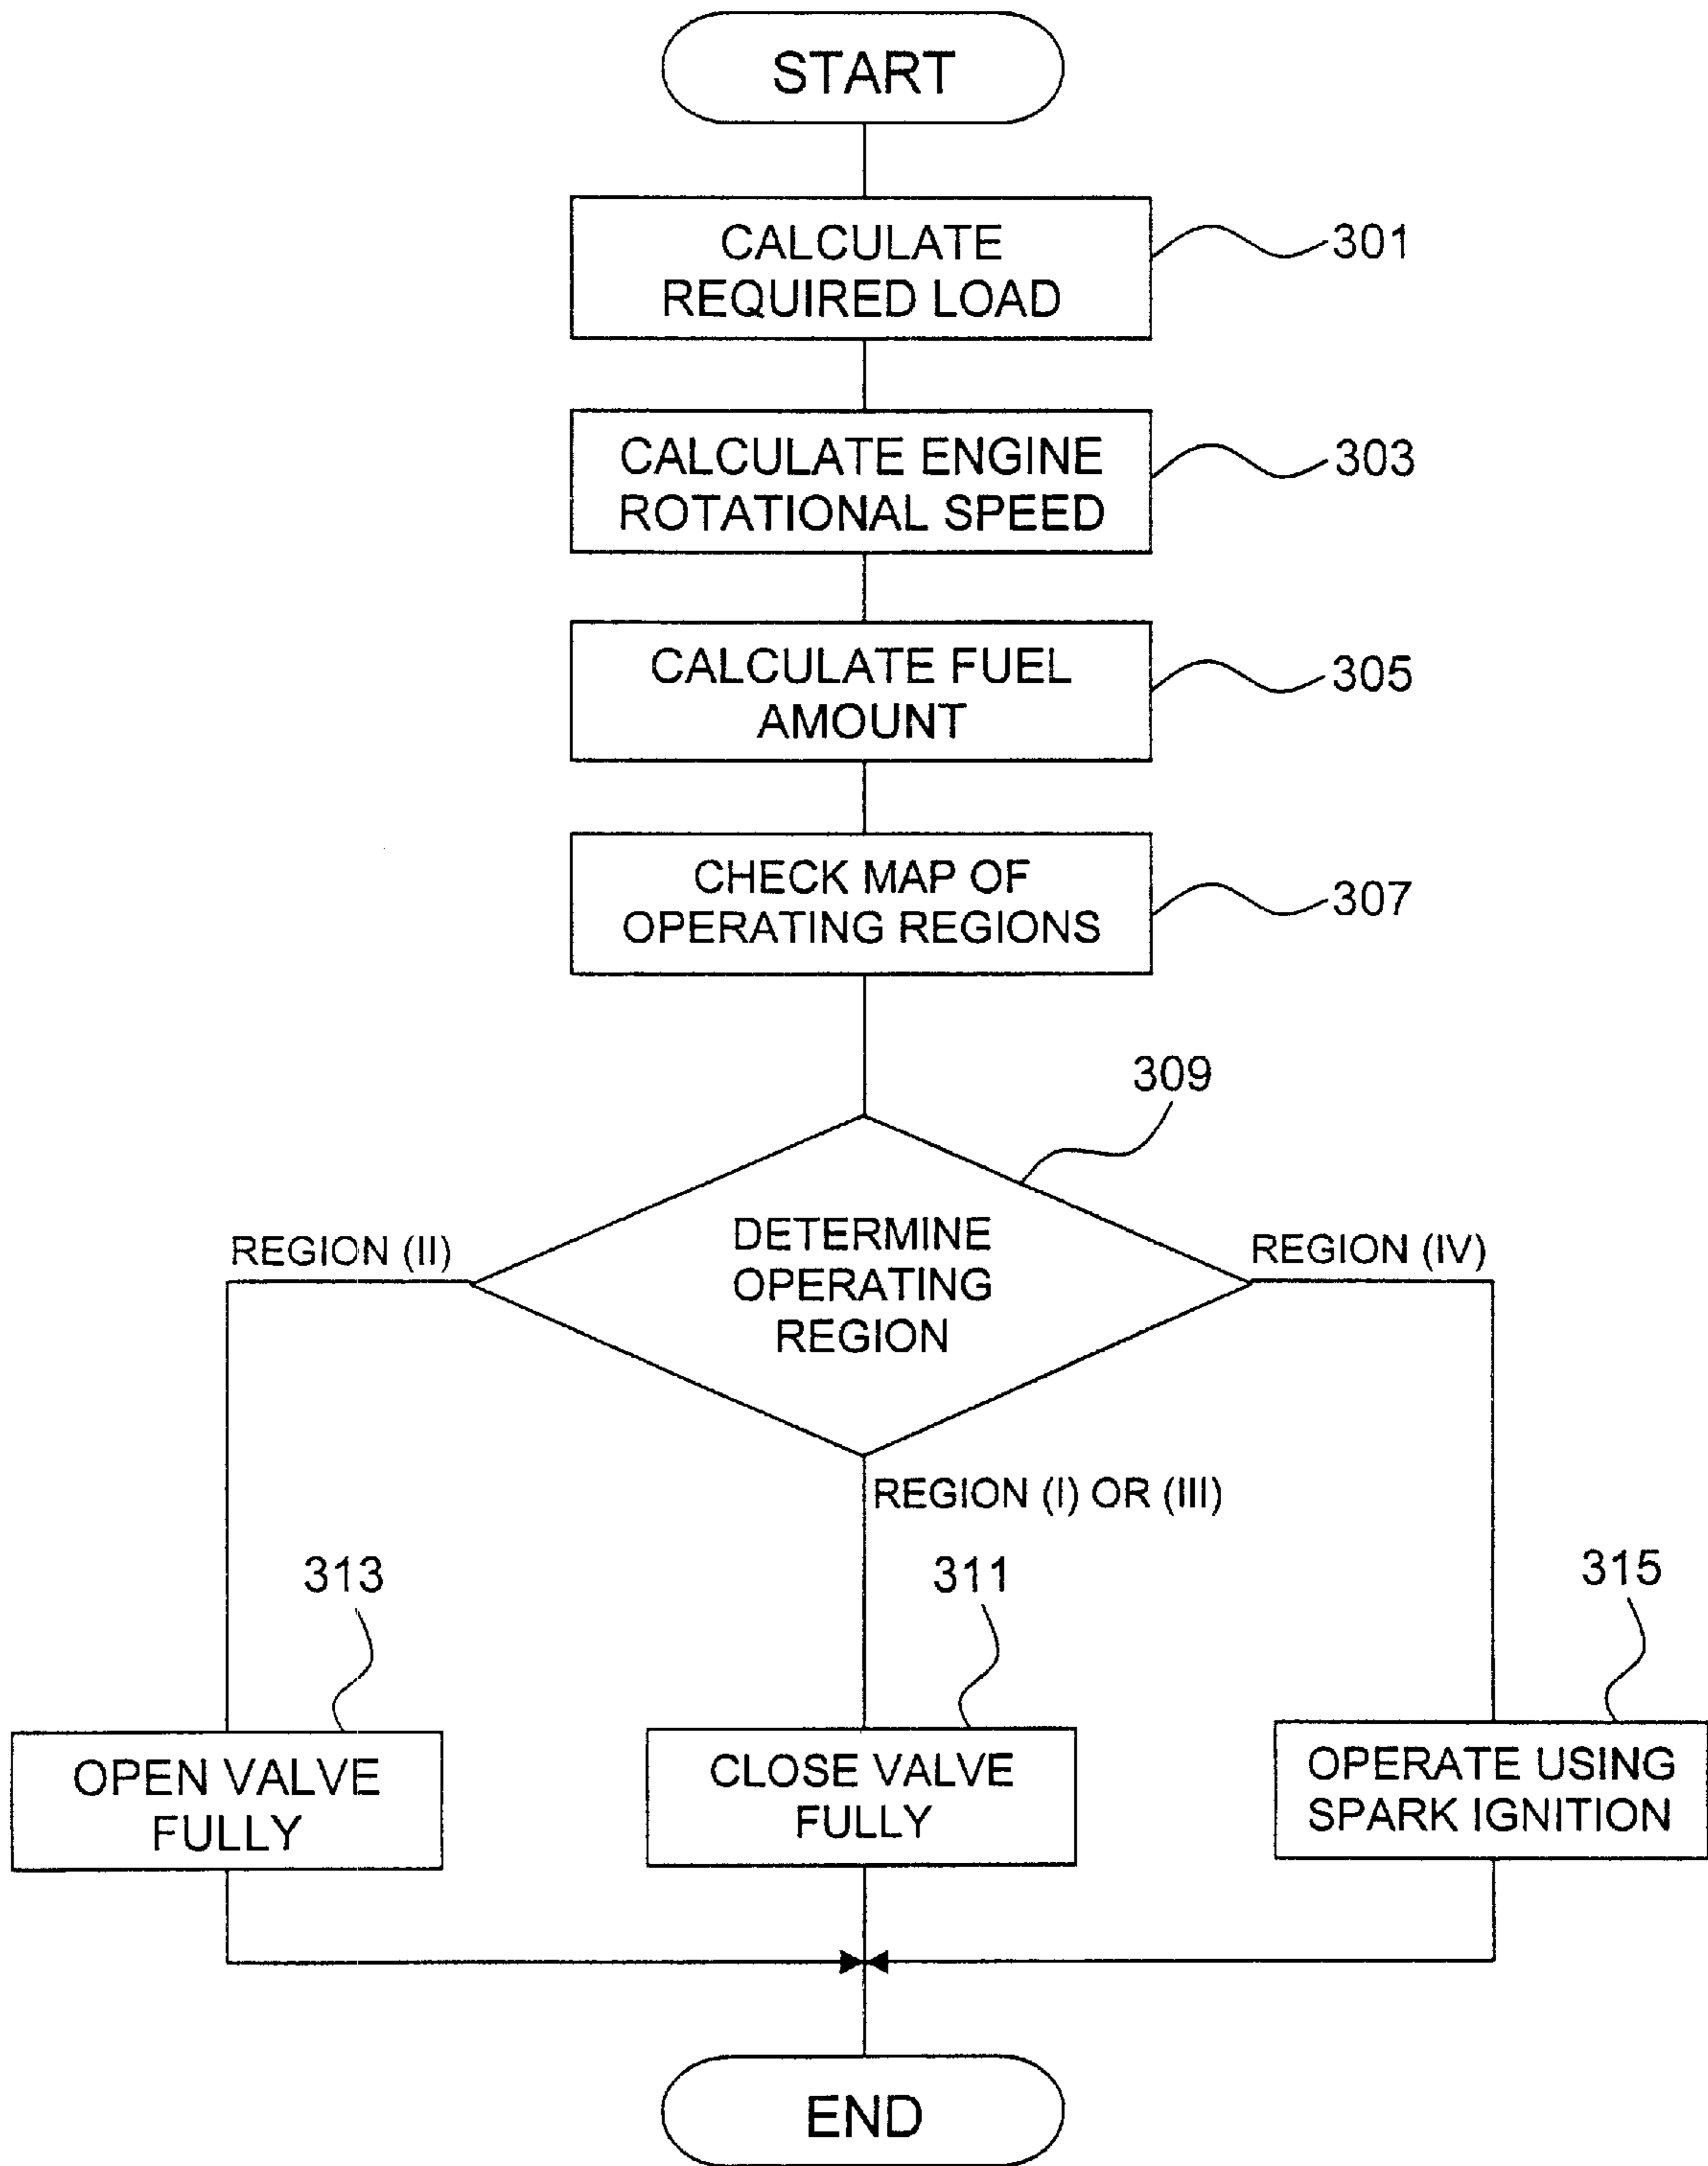 START
CALCULATE
REQUIRED LOAD
301
CALCULATE ENGINE
ROTATIONAL SPEED
303
CALCULATE FUEL
AMOUNT
305
CHECK MAP OF
OPERATING REGIONS
307
309
DETERMINE
OPERATING
REGION
REGION (II)
REGION (IV)
REGION (I) OR (III)
313
311
315
OPEN VALVE
FULLY
CLOSE VALVE
FULLY
OPERATE USING
SPARK IGNITION
END